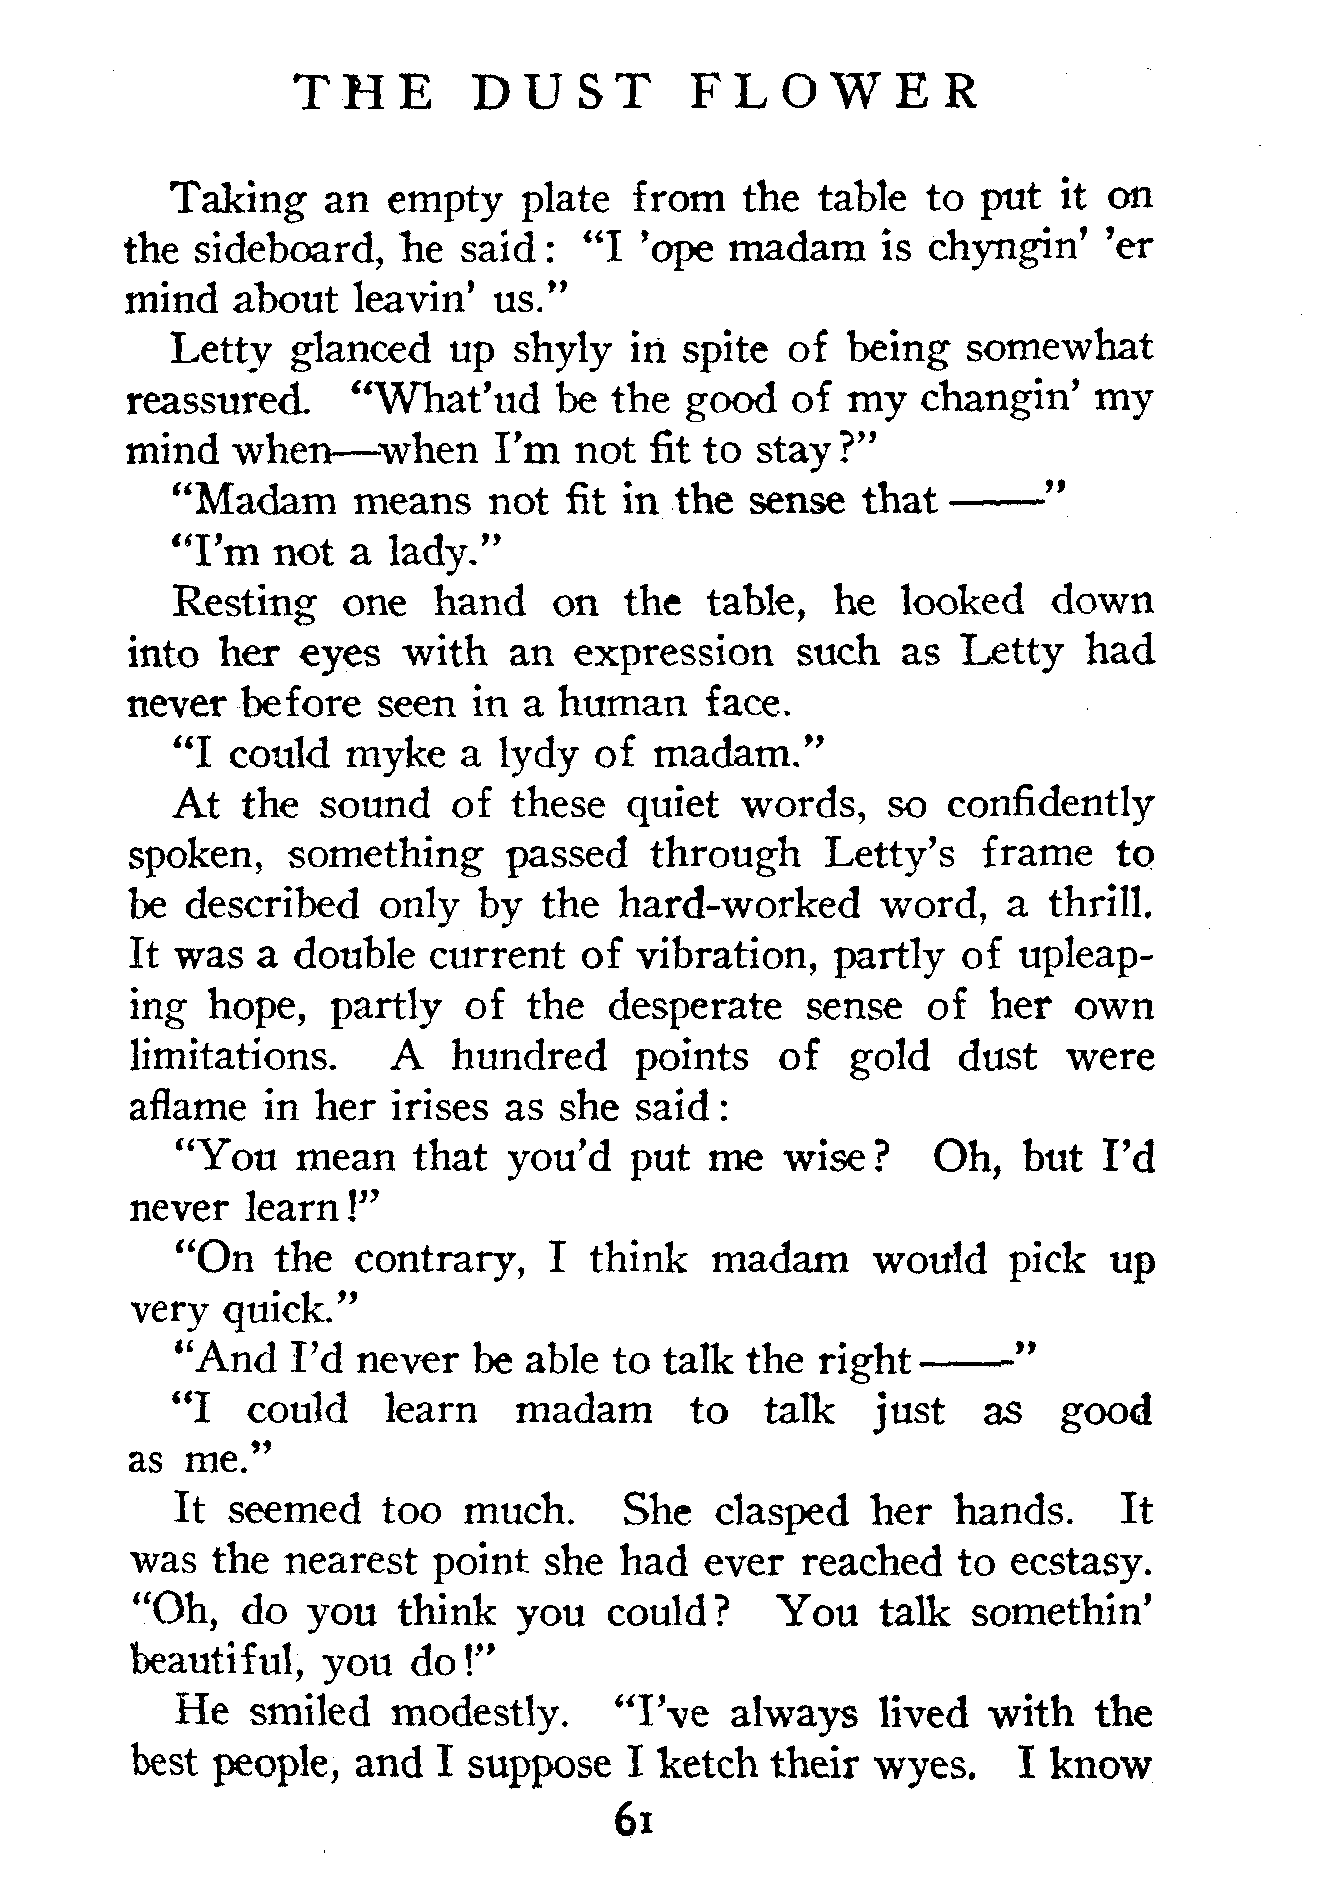 THE DUST FLOWER
Taking an empty plate from the table to put it on
the sideboard, he said: “I ’ope madam is chyngin’ ’er
mind about leavin’ us.”
Letty glanced up shyly in spite of being somewhat
reassured. “What’ud be the good of my changin’ my
mind when—when I’m not fit to stay?”
“Madam means not fit in the sense that ——”
“I’m not a lady.”
Resting one hand on the table, he looked down
into her eyes with an expression such as Letty had
never before seen in a human face.
“I could myke a lydy of madam.”
At the sound of these quiet words, so confidently
spoken, something passed through Letty’s frame to
be described only by the hard-worked word, a thrill.
It was a double current of vibration, partly of upleap-
ing hope, partly of the desperate sense of her own
limitations. A hundred points of gold dust were
aflame in her irises as she said:
“You mean that you’d put me wise? Oh, but I’d
never learn!”
“On the contrary, I think madam would pick up
very quick.”
“And I’d never be able to talk the right——”
“I could learn madam to talk just as good
as me.”
It seemed too much. She clasped her hands. It
was the nearest point she had ever reached to ecstasy.
“Oh, do you think you could? You talk somethin’
beautiful, you do!”
He smiled modestly. “I’ve always lived with the
best people, and I suppose I ketch their wyes. I know
61